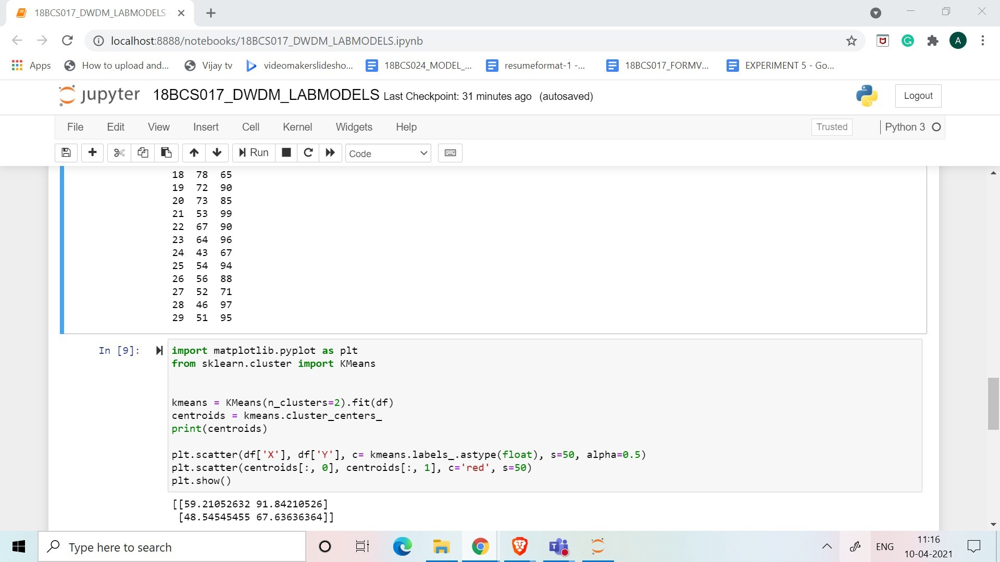 18BCS017_DWDM_LABMODELS
localhost:8888/notebooks/18BCS017_DWDM_LABMODELS.ipynb
A
Apps How to upload and... Vijay tv videomakerslidesho... 18BCS024_MODEL_... resumeformat-1 -... 18BCS017_FORMV... EXPERIMENT 5 - Go...
jupyter 18BCS017_DWDM_LABMODELS Last Checkpoint: 31 minutes ago (autosaved) Logout
File Edit View Insert Cell Kernel Widgets Help Trusted Python 3
Run Code
18 78 65
19 72 90
20 73 85
21 53 99
22 67 90
23 64 96
24 43 67
25 54 94
26 56 88
27 52 71
28 46 97
29 51 95
In [9]: import matplotlib.pyplot as plt
from sklearn.cluster import KMeans
kmeans = KMeans(n_clusters=2).fit(df)
centroids = kmeans.cluster_centers_
print(centroids)
plt.scatter(df['X'], df['Y'], c= kmeans.labels_.astype(float), s=50, alpha=0.5)
plt.scatter(centroids[:, 0], centroids[:, 1], c='red', s=50)
plt.show()
[[59.21052632 91.84210526]
[48.54545455 67.63636364]]
Type here to search ENG 11:16
10-04-2021